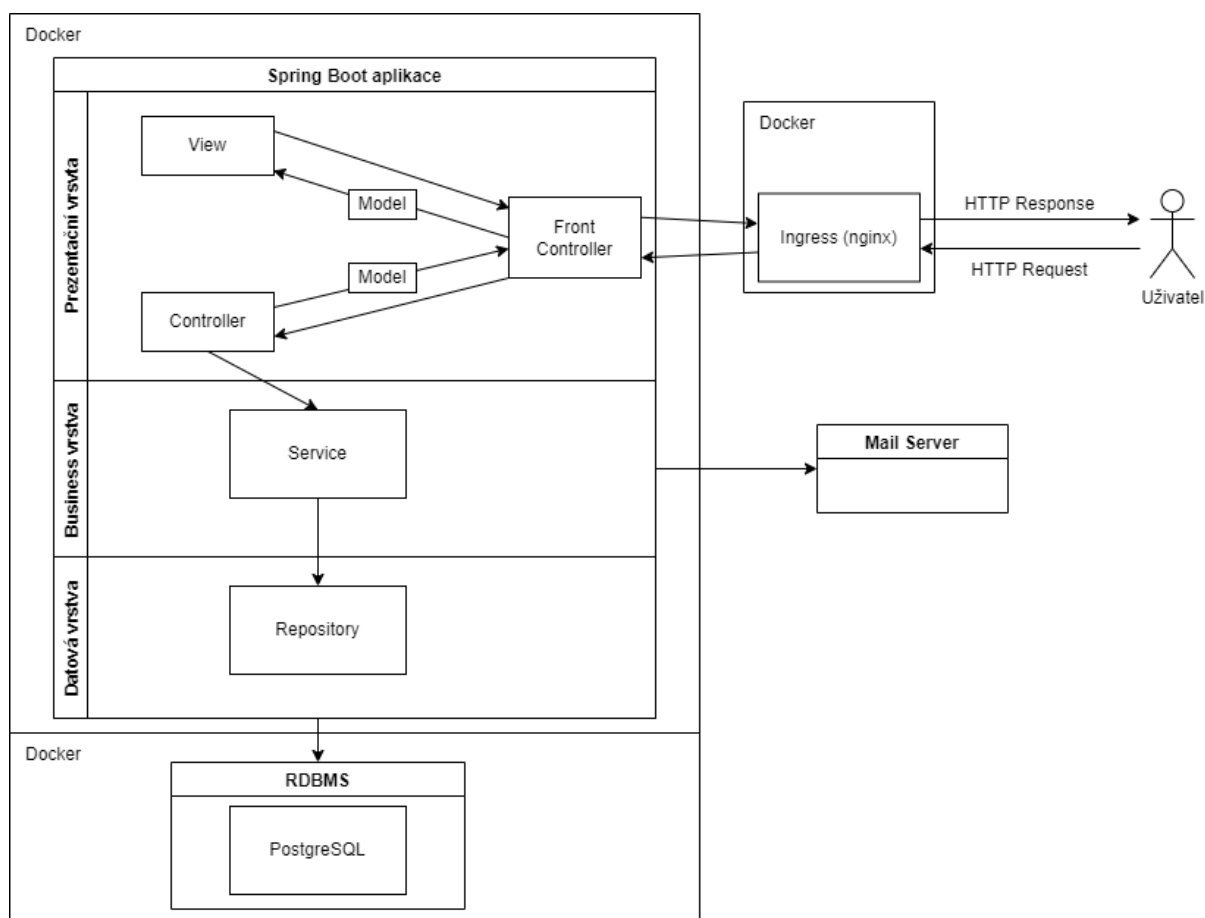 Docker
Spring Boot aplikace
Prezentační vrsvta
View
Model
Front
Controller
Model
Controller
Docker
Ingress (nginx)
HTTP Response
HTTP Request
Uživatel
Business vrstva
Service
Mail Server
Datová vrstva
Repository
Docker
RDBMS
PostgreSQL